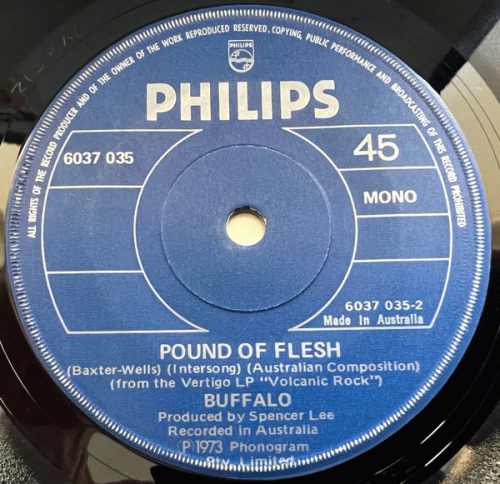 ALL RIGHTS OF THE RECORD PRODUCER AND OF THE OWNER OF THE WORK REPRODUCED RESERVED. COPYING, PUBLIC PERFORMANCE AND BROADCASTING OF THIS RECORD PROHIBITED
PHILIPS
PHILIPS
6037 035
45
MONO
6037 035-2
Made in Australia
POUND OF FLESH
(Baxter-Wells) (Intersong) (Australian Composition)
(from the Vertigo LP "Volcanic Rock")
BUFFALO
Produced by Spencer Lee
Recorded in Australia
Ⓟ 1973 Phonogram
Pty. Limited